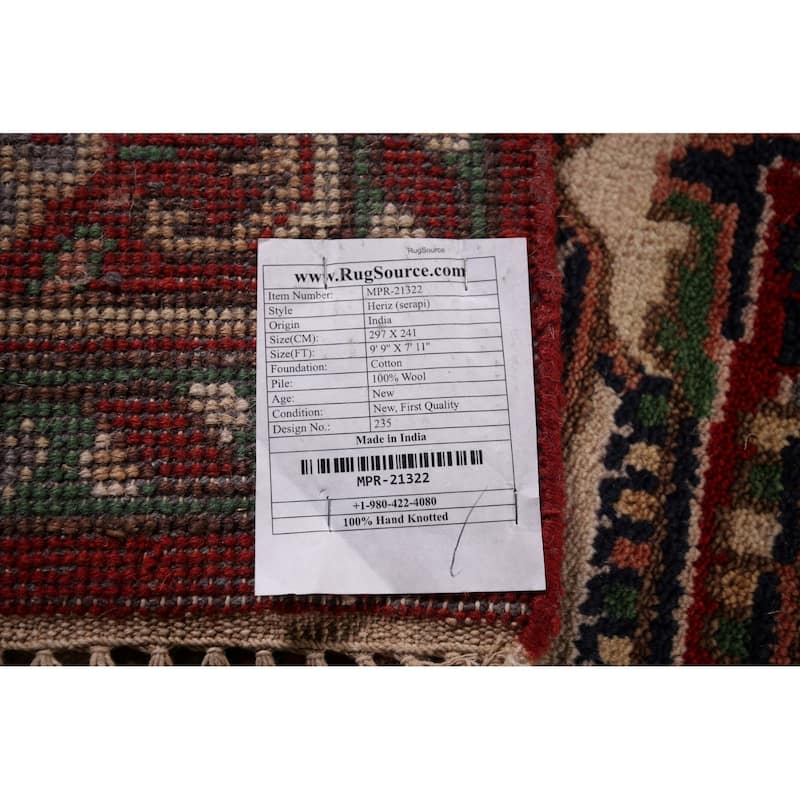 RugSource
www.RugSource.com
Item Number: MPR-21322
Style Heriz (serapi)
Origin India
Size(CM): 297 X 241
Size(FT): 9' 9" X 7' 11"
Foundation: Cotton
Pile: 100% Wool
Age: New
Condition: New, First Quality
Design No.: 235
Made in India
MPR-21322
+1-980-422-4080
100% Hand Knotted